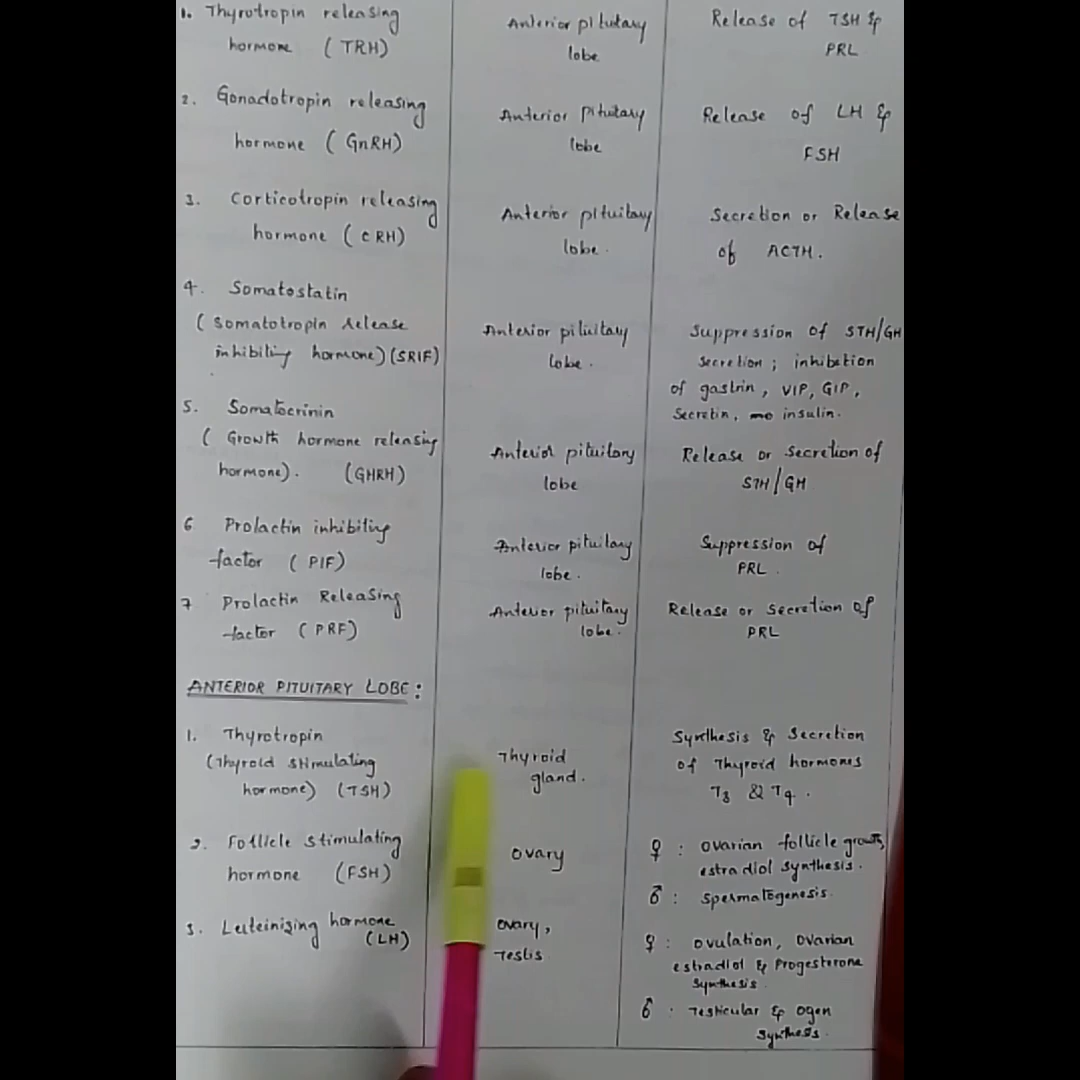 1. Thyrotropin releasing
hormone (TRH)
Anterior pituitary
lobe
Release of TSH &
PRL
2. Gonadotropin releasing
hormone (GnRH)
Anterior pituitary
lobe
Release of LH &
FSH
3. Corticotropin releasing
hormone (CRH)
Anterior pituitary
lobe.
Secretion or Release
of ACTH.
4. Somatostatin
(Somatotropin release
inhibiting hormone) (SRIF)
Anterior pituitary
lobe.
Suppression of STH/GH
secretion; inhibition
of gastrin, VIP, GIP,
Secretin, insulin.
5. Somatocrinin
(Growth hormone releasing
hormone). (GHRH)
Anterior pituitary
lobe
Release or secretion of
STH/GH
6 Prolactin inhibiting
factor (PIF)
Anterior pituitary
lobe.
Suppression of
PRL.
7 Prolactin Releasing
factor (PRF)
Anterior pituitary
lobe.
Release or secretion of
PRL
ANTERIOR PITUITARY LOBE:
1. Thyrotropin
(Thyroid stimulating
hormone) (TSH)
Thyroid
gland.
Synthesis & Secretion
of Thyroid hormones
T3 & T4.
2. Follicle stimulating
hormone (FSH)
Ovary
♀ : ovarian follicle growth,
estradiol synthesis.
♂ : spermatogenesis.
3. Luteinizing hormone
(LH)
Ovary,
Testis
♀ : ovulation, ovarian
estradiol & Progesterone
synthesis.
♂ : Testicular & ogen
synthesis.